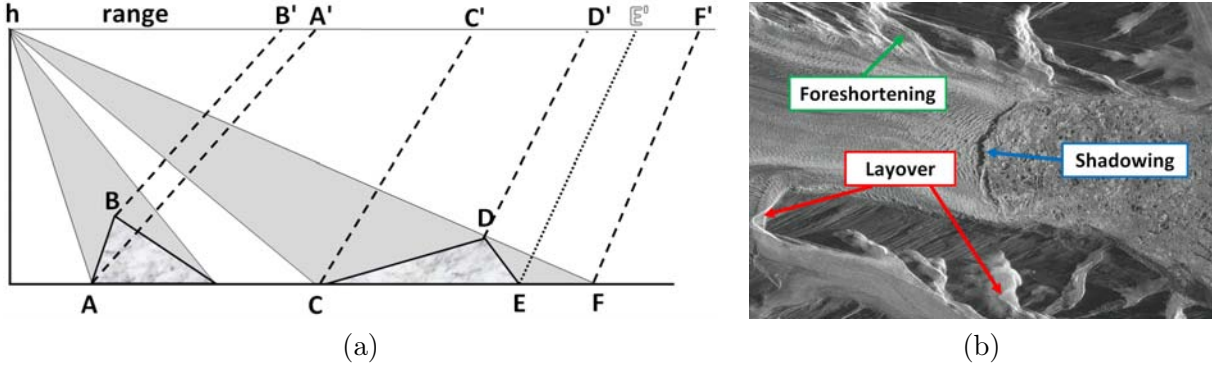 h range B' A' C' D' E' F'
B
D
A C E F
(a)
Foreshortening
Shadowing
Layover
(b)